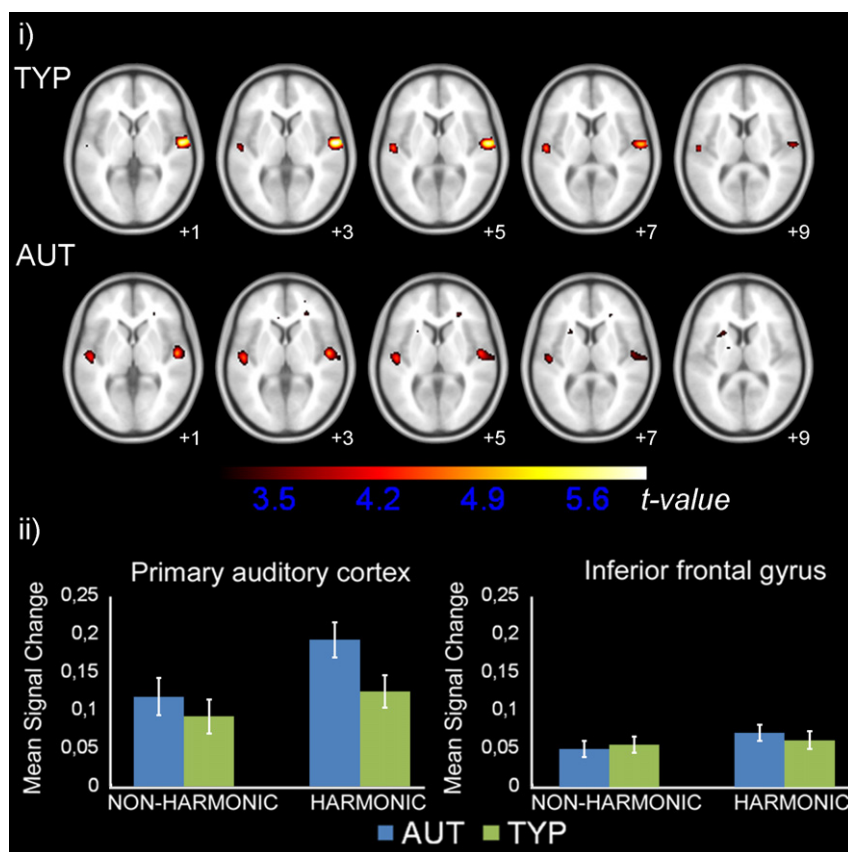 i)
TYP
+1 +3 +5 +7 +9
AUT
+1 +3 +5 +7 +9
3.5 4.2 4.9 5.6 t-value
ii)
Primary auditory cortex
Mean Signal Change
0,25
0,2
0,15
0,1
0,05
0
NON-HARMONIC HARMONIC
Inferior frontal gyrus
Mean Signal Change
0,25
0,2
0,15
0,1
0,05
0
NON-HARMONIC HARMONIC
AUT TYP